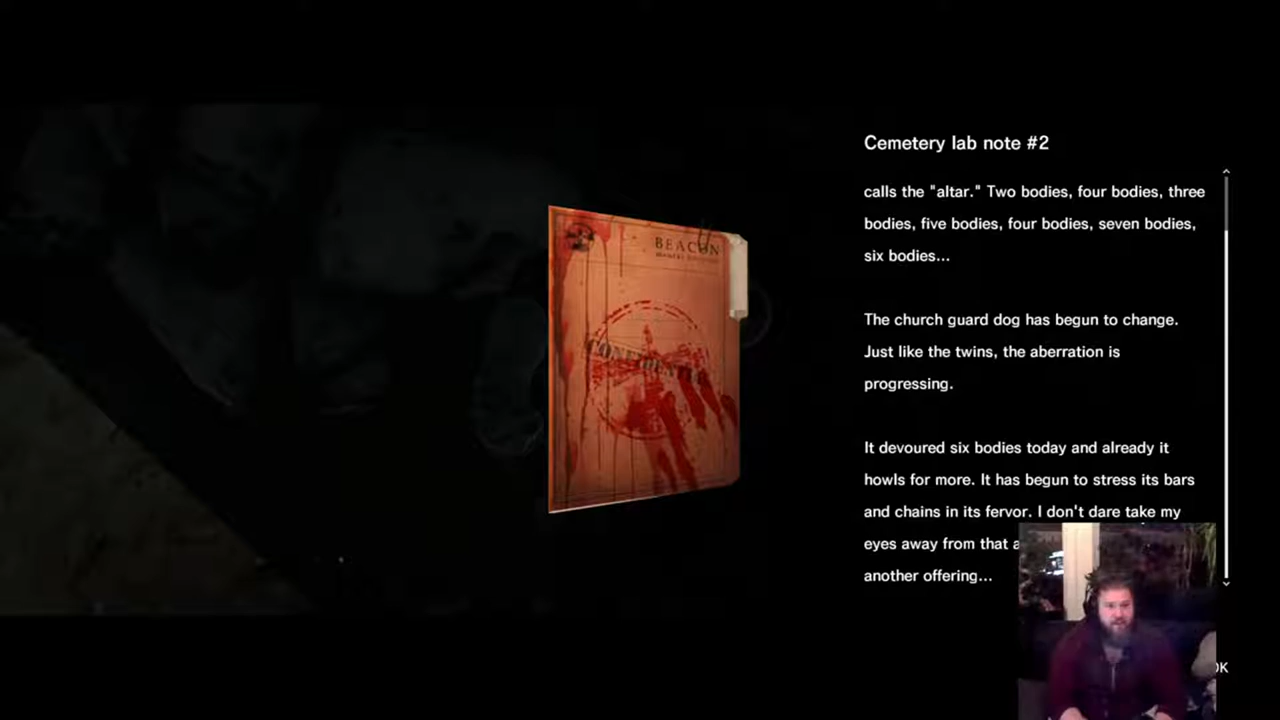 Cemetery lab note #2
calls the "altar." Two bodies, four bodies, three
bodies, five bodies, four bodies, seven bodies,
six bodies...
The church guard dog has begun to change.
Just like the twins, the aberration is
progressing.
It devoured six bodies today and already it
howls for more. It has begun to stress its bars
and chains in its fervor. I don't dare take my
eyes away from that
another offering...
BEACON
CONFIDENTIAL